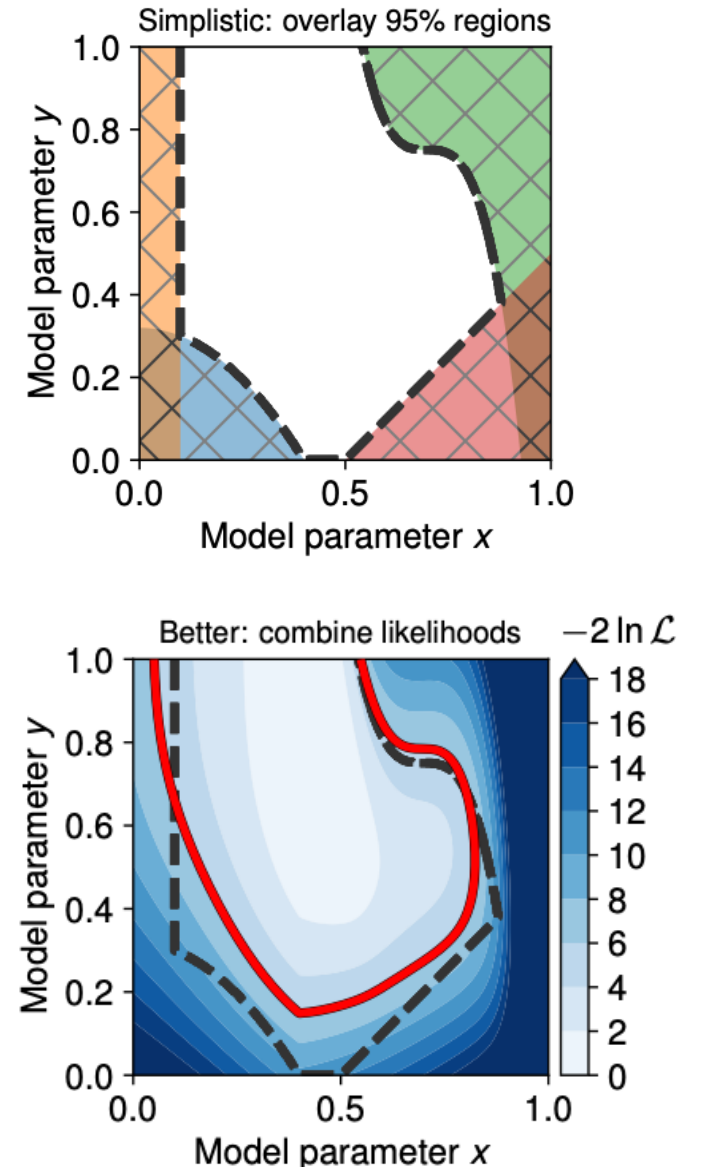 Simplistic: overlay 95% regions
1.0
0.8
0.6
0.4
0.2
0.0
Model parameter y
0.0 0.5 1.0
Model parameter x
Better: combine likelihoods
−2 ln ℒ
1.0
0.8
0.6
0.4
0.2
0.0
Model parameter y
0.0 0.5 1.0
Model parameter x
18
16
14
12
10
8
6
4
2
0